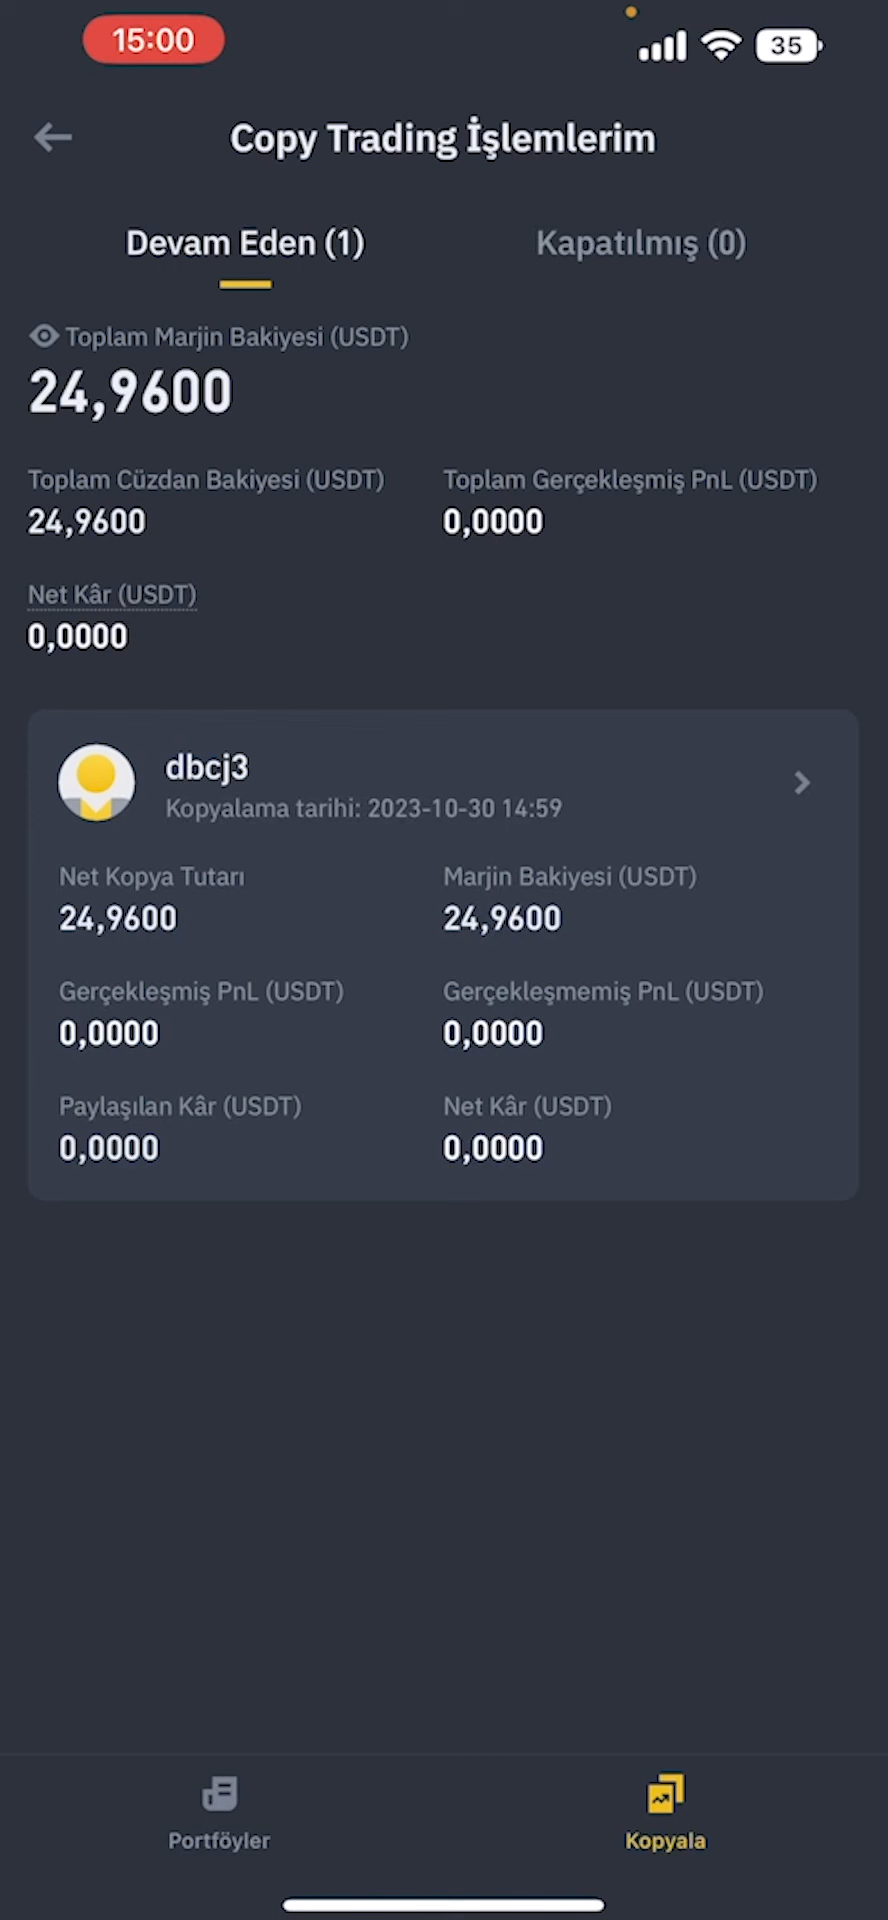 15:00
35
Copy Trading İşlemlerim
Devam Eden (1)
Kapatılmış (0)
Toplam Marjin Bakiyesi (USDT)
24,9600
Toplam Cüzdan Bakiyesi (USDT)
24,9600
Toplam Gerçekleşmiş PnL (USDT)
0,0000
Net Kâr (USDT)
0,0000
dbcj3
Kopyalama tarihi: 2023-10-30 14:59
Net Kopya Tutarı
24,9600
Marjin Bakiyesi (USDT)
24,9600
Gerçekleşmiş PnL (USDT)
0,0000
Gerçekleşmemiş PnL (USDT)
0,0000
Paylaşılan Kâr (USDT)
0,0000
Net Kâr (USDT)
0,0000
Portföyler
Kopyala